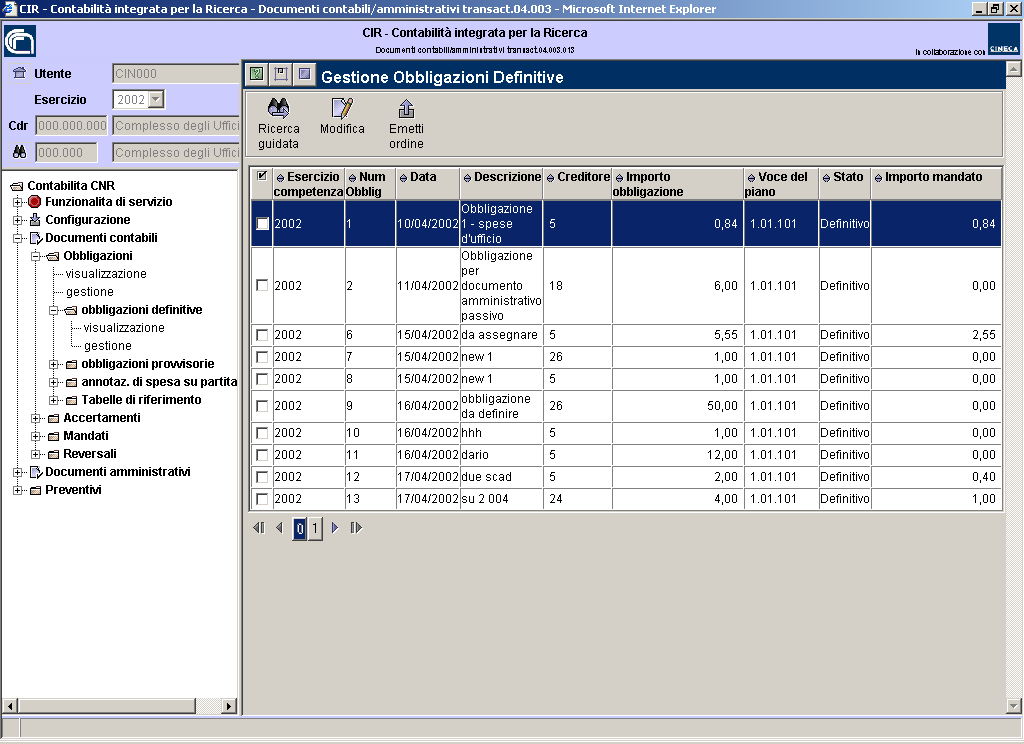 CIR - Contabilità integrata per la Ricerca - Documenti contabili/amministrativi transact.04.003 - Microsoft Internet Explorer
CIR - Contabilità integrata per la Ricerca
Documenti contabili/amministrativi transact.04.003.013
In collaborazione con
CINECA
Utente CIN000
Esercizio 2002
Cdr 000.000.000 Complesso degli Uffici
000.000 Complesso degli Uffici
Contabilita CNR
Funzionalita di servizio
Configurazione
Documenti contabili
Obbligazioni
visualizzazione
gestione
obbligazioni definitive
visualizzazione
gestione
obbligazioni provvisorie
annotaz. di spesa su partita
Tabelle di riferimento
Accertamenti
Mandati
Reversali
Documenti amministrativi
Preventivi
Gestione Obbligazioni Definitive
Ricerca guidata
Modifica
Emetti ordine
Esercizio competenza Num Obblig Data Descrizione Creditore Importo obbligazione Voce del piano Stato Importo mandato
2002 1 10/04/2002 Obbligazione 1 - spese d'ufficio 5 0,84 1.01.101 Definitivo 0,84
2002 2 11/04/2002 Obbligazione per documento amministrativo passivo 18 6,00 1.01.101 Definitivo 0,00
2002 6 15/04/2002 da assegnare 5 5,55 1.01.101 Definitivo 2,55
2002 7 15/04/2002 new 1 26 1,00 1.01.101 Definitivo 0,00
2002 8 15/04/2002 new 1 5 1,00 1.01.101 Definitivo 0,00
2002 9 16/04/2002 obbligazione da definire 26 50,00 1.01.101 Definitivo 0,00
2002 10 16/04/2002 hhh 5 1,00 1.01.101 Definitivo 0,00
2002 11 16/04/2002 dario 5 12,00 1.01.101 Definitivo 0,00
2002 12 17/04/2002 due scad 5 2,00 1.01.101 Definitivo 0,40
2002 13 17/04/2002 su 2 004 24 4,00 1.01.101 Definitivo 1,00
0 1